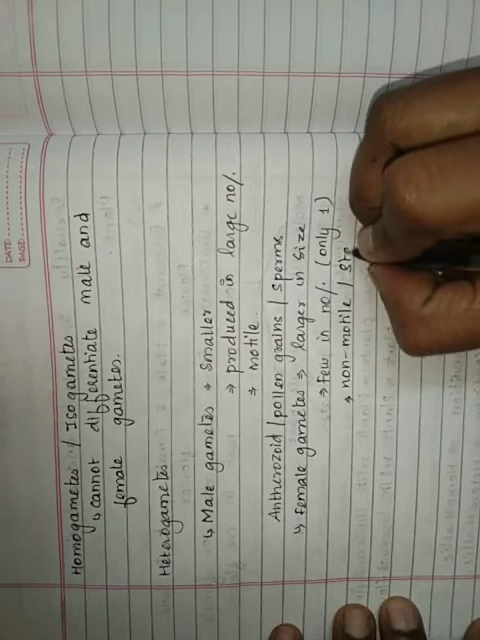 DATE:
PAGE:
Homogametes / Isogametes
↳ cannot differentiate male and
female gametes.
Heterogametes
↳ Male gametes → smaller
→ produced in large no/.
→ motile.
Antherozoid / pollen grains / sperms
↳ Female gametes → larger in size
→ Few in no/. (only 1)
→ non-motile / sta